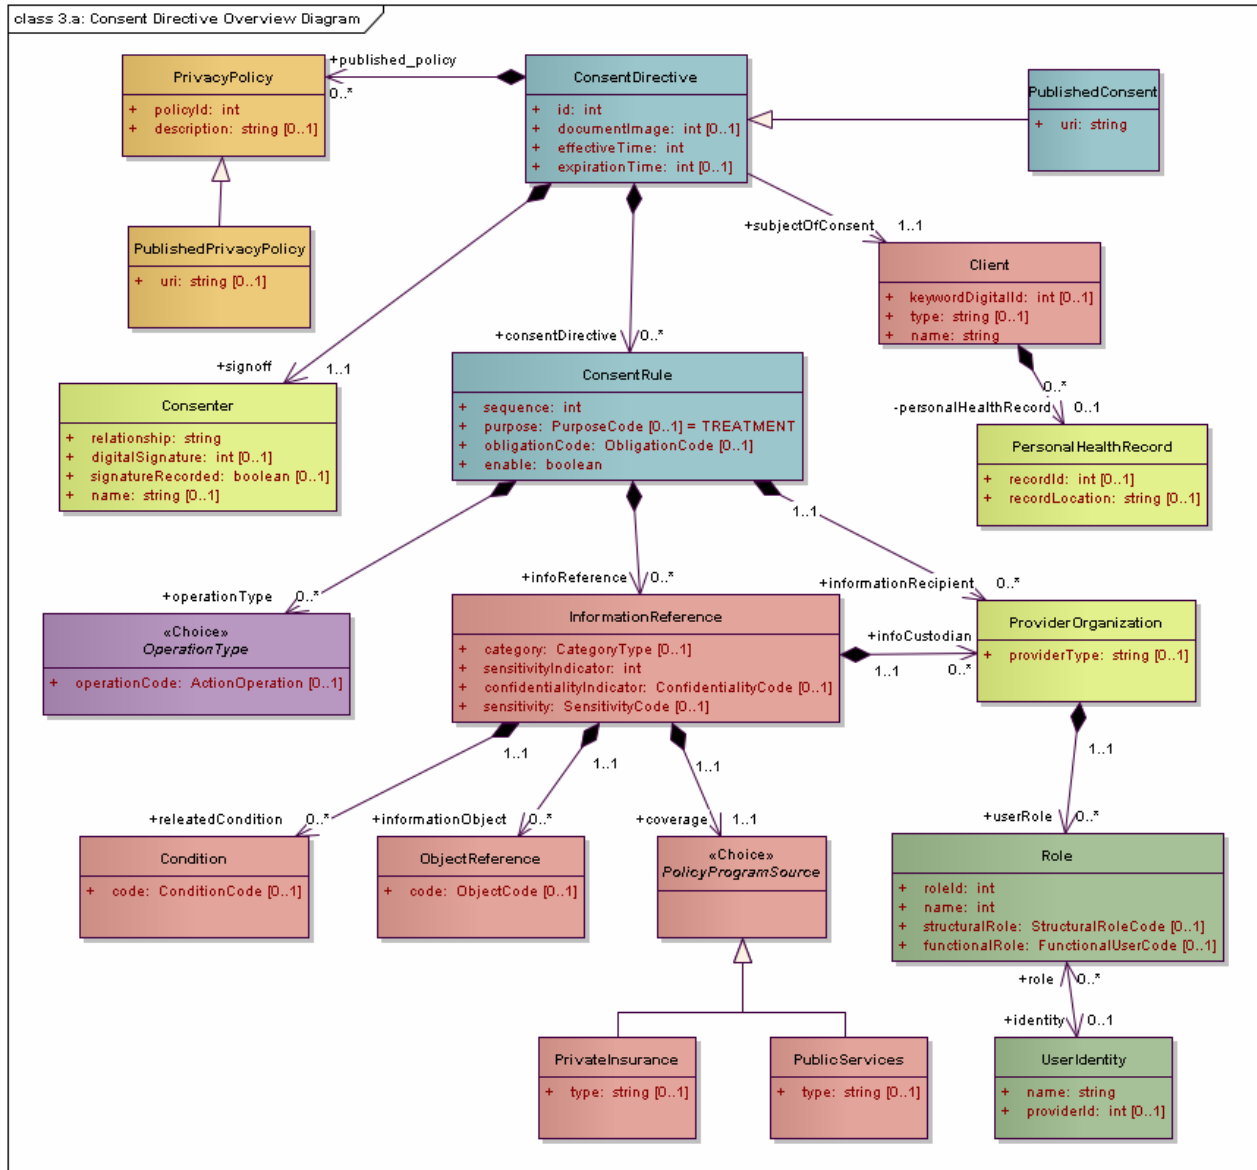 class 3.a: Consent Directive Overview Diagram
PrivacyPolicy
+ policyId: int
+ description: string [0..1]
+published_policy
0..*
ConsentDirective
+ id: int
+ documentImage: int [0..1]
+ effectiveTime: int
+ expirationTime: int [0..1]
PublishedConsent
+ uri: string
PublishedPrivacyPolicy
+ uri: string [0..1]
+subjectOfConsent 1..1
Client
+ keywordDigitalId: int [0..1]
+ type: string [0..1]
+ name: string
+signoff 1..1
+consentDirective 0..*
Consenter
+ relationship: string
+ digitalSignature: int [0..1]
+ signatureRecorded: boolean [0..1]
+ name: string [0..1]
ConsentRule
+ sequence: int
+ purpose: PurposeCode [0..1] = TREATMENT
+ obligationCode: ObligationCode [0..1]
+ enable: boolean
0..*
-personalHealthRecord 0..1
PersonalHealthRecord
+ recordId: int [0..1]
+ recordLocation: string [0..1]
1..1
+operationType 0..*
+infoReference 0..*
+informationRecipient 0..*
«Choice»
OperationType
+ operationCode: ActionOperation [0..1]
InformationReference
+ category: CategoryType [0..1]
+ sensitivityIndicator: int
+ confidentialityIndicator: ConfidentialityCode [0..1]
+ sensitivity: SensitivityCode [0..1]
+infoCustodian
1..1 0..*
ProviderOrganization
+ providerType: string [0..1]
1..1
1..1
1..1
1..1
+releatedCondition 0..*
+informationObject 0..*
+coverage 1..1
+userRole 0..*
Condition
+ code: ConditionCode [0..1]
ObjectReference
+ code: ObjectCode [0..1]
«Choice»
PolicyProgramSource
Role
+ roleId: int
+ name: int
+ structuralRole: StructuralRoleCode [0..1]
+ functionalRole: FunctionalUserCode [0..1]
+role 0..*
+identity 0..1
PrivateInsurance
+ type: string [0..1]
PublicServices
+ type: string [0..1]
UserIdentity
+ name: string
+ providerId: int [0..1]